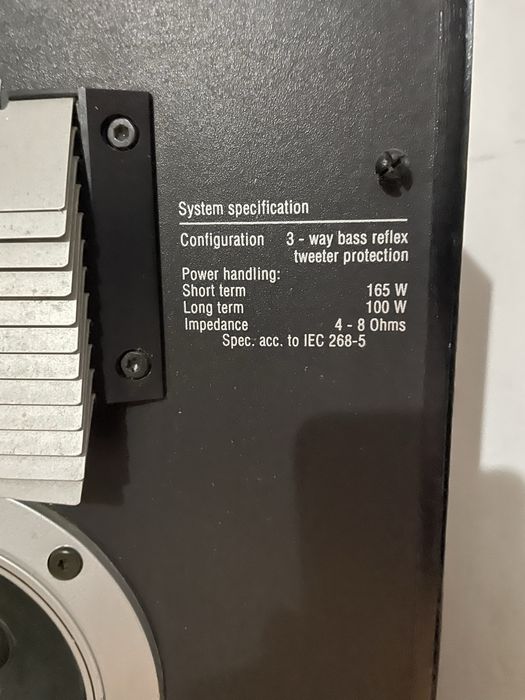 System specification
Configuration 3 - way bass reflex
tweeter protection
Power handling:
Short term 165 W
Long term 100 W
Impedance 4 - 8 Ohms
Spec. acc. to IEC 268-5